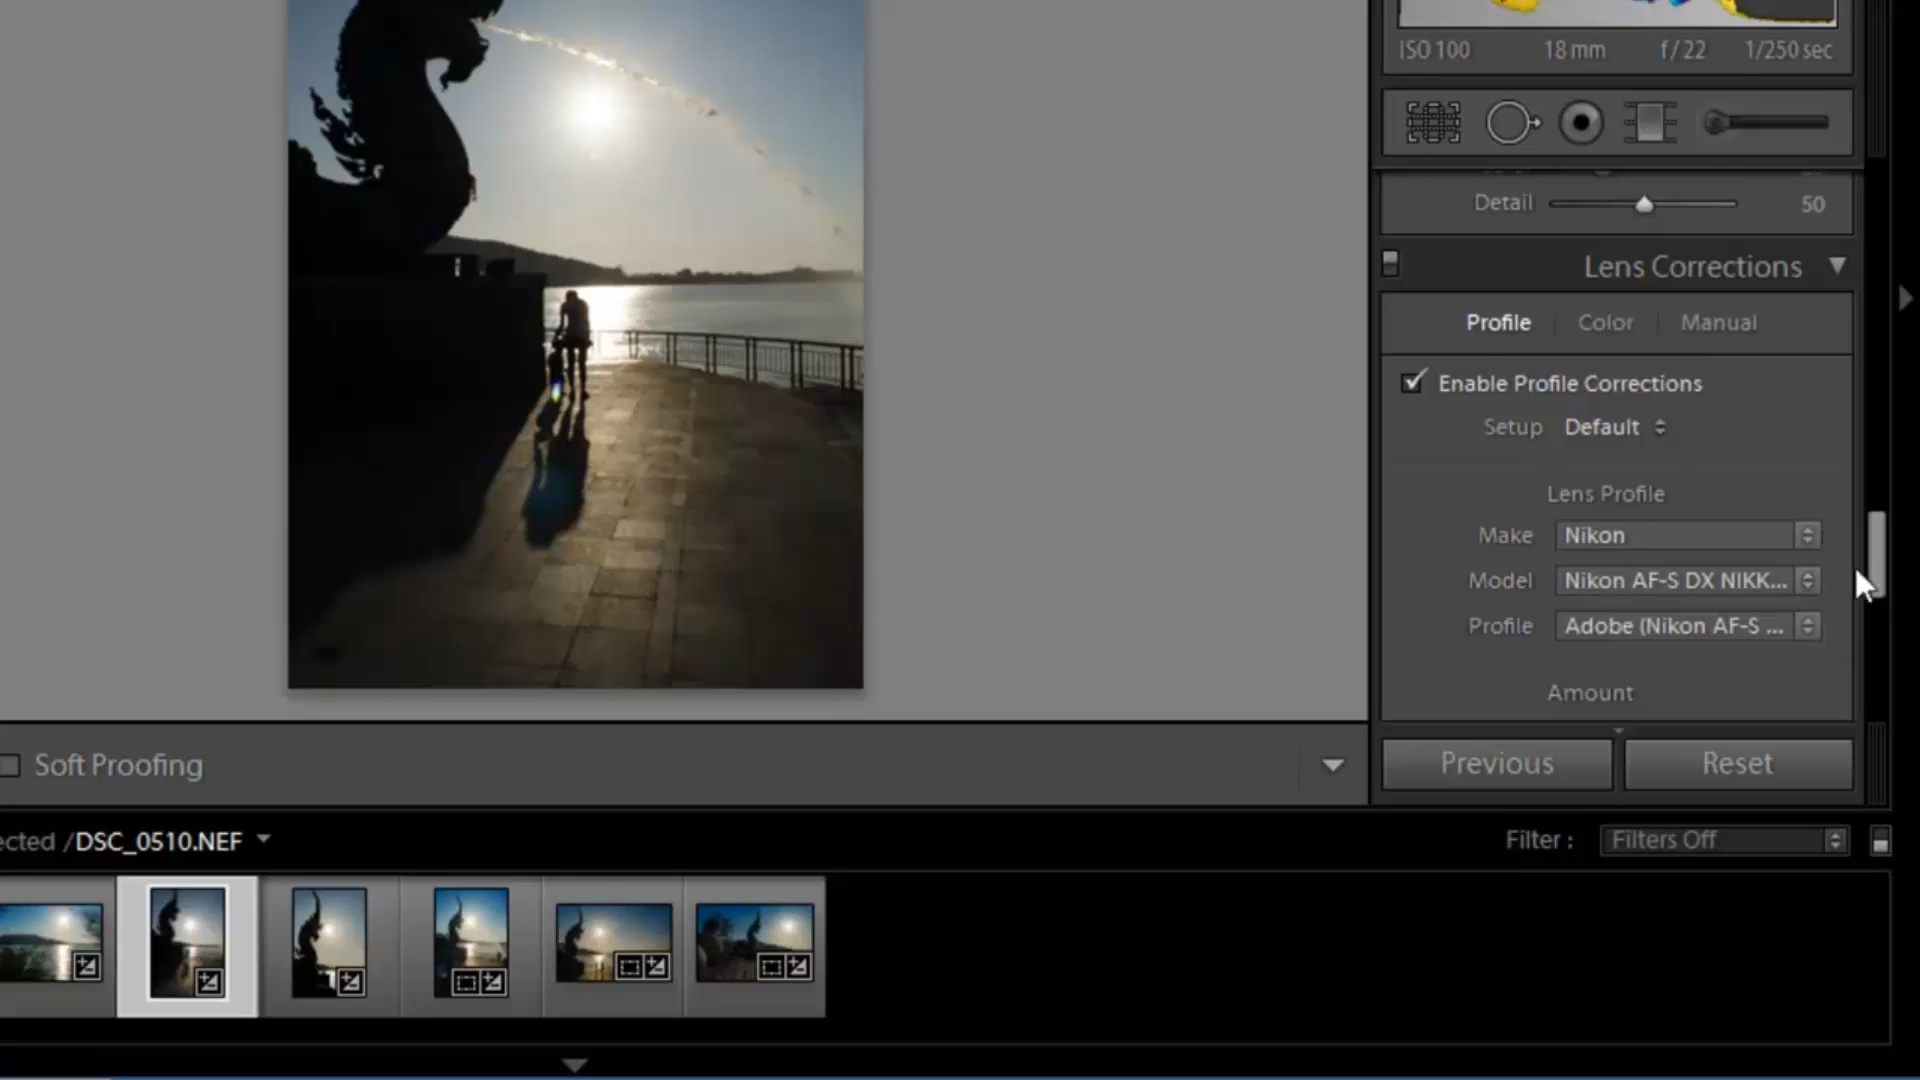 ISO 100 18 mm f / 22 1/250 sec
Detail 50
Lens Corrections
Profile Color Manual
Enable Profile Corrections
Setup Default
Lens Profile
Make Nikon
Model Nikon AF-S DX NIKK...
Profile Adobe (Nikon AF-S ...
Amount
Soft Proofing
Previous Reset
ected /DSC_0510.NEF
Filter : Filters Off